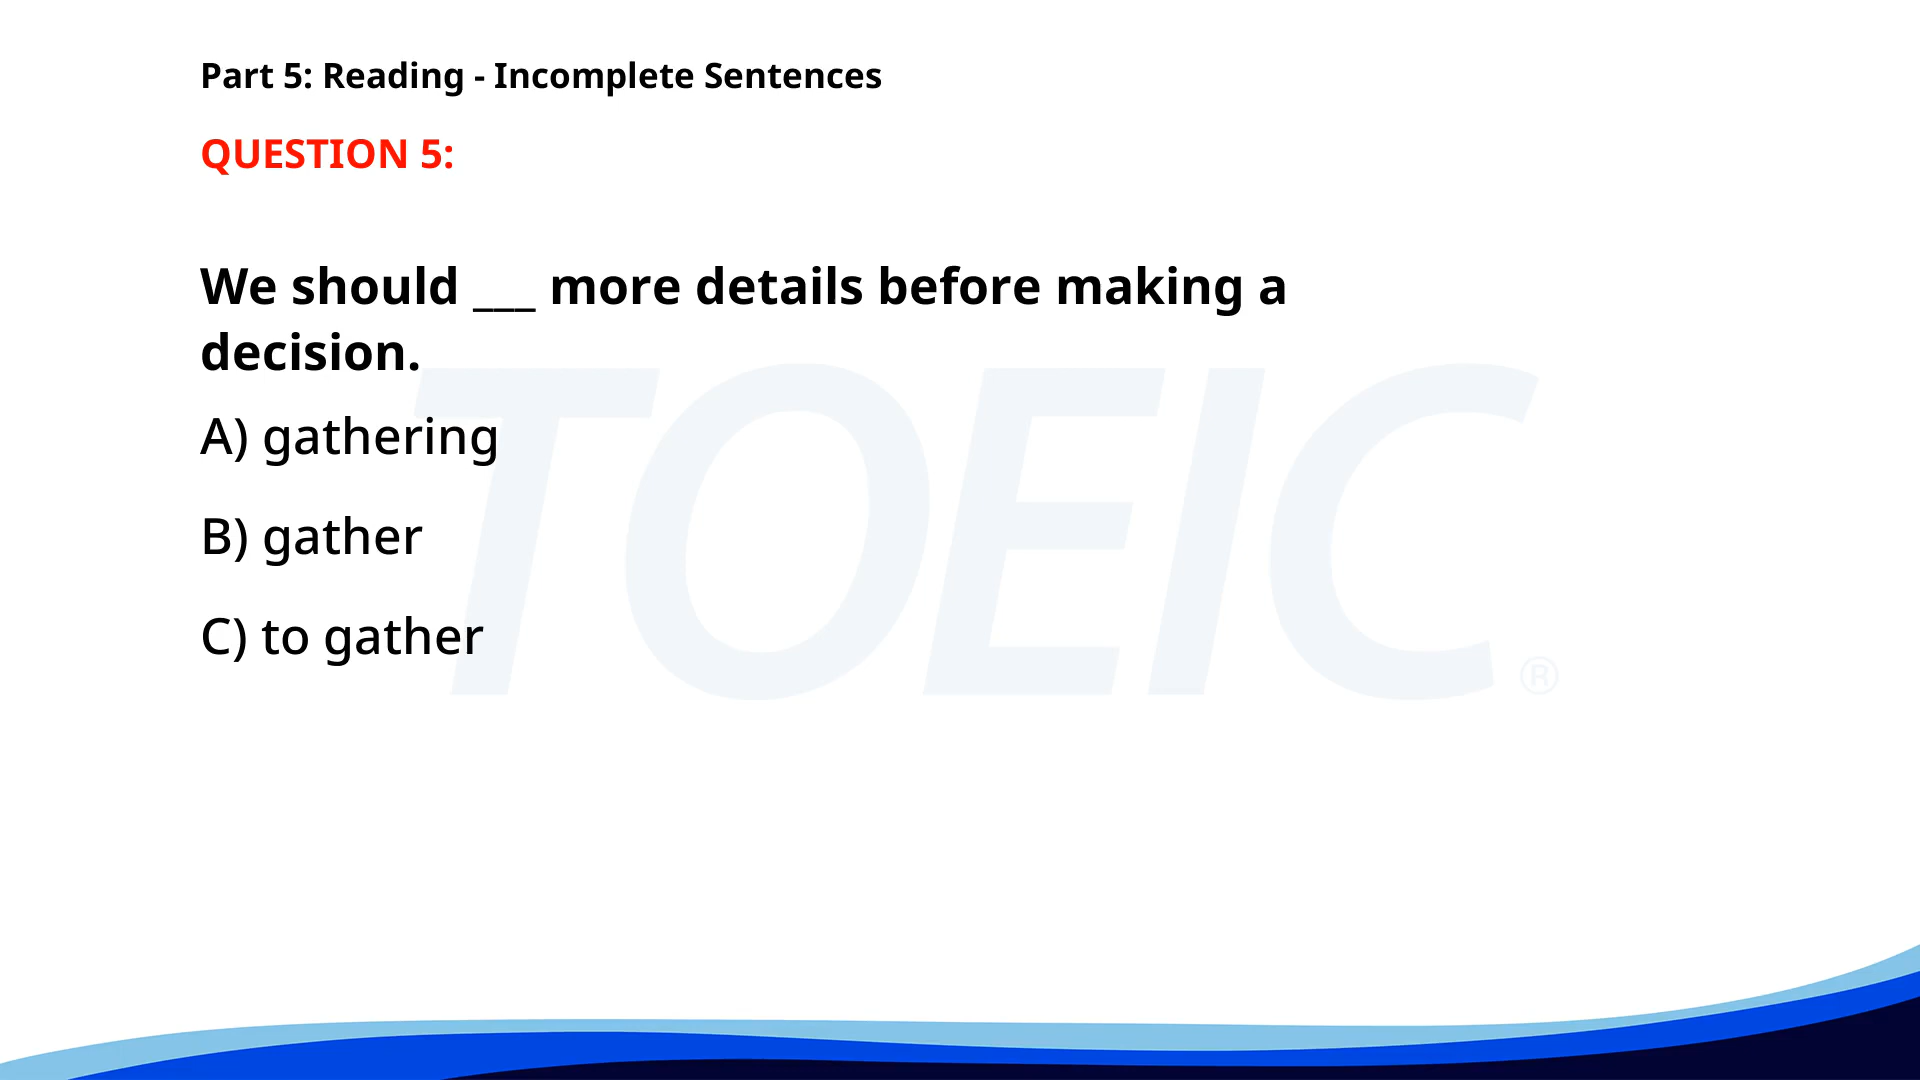 Part 5: Reading - Incomplete Sentences
QUESTION 5:
We should ___ more details before making a
decision.
A) gathering
B) gather
C) to gather
TOEIC®